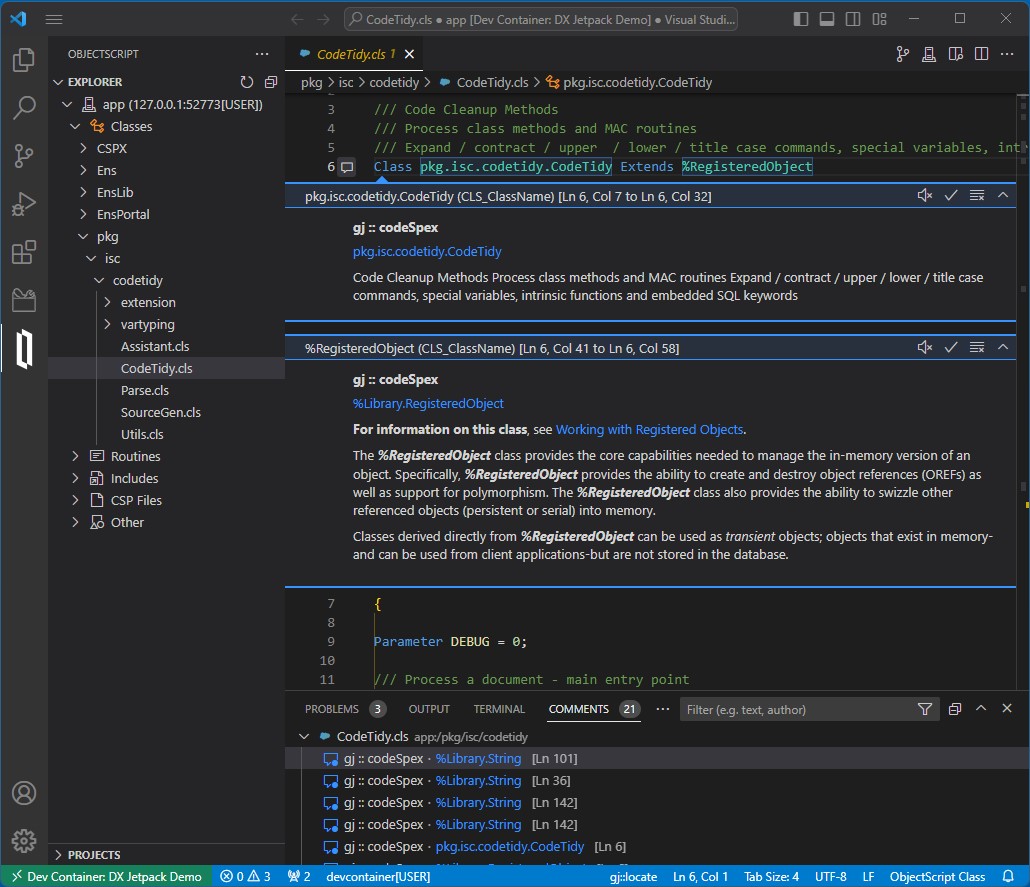 CodeTidy.cls ● app [Dev Container: DX Jetpack Demo] ● Visual Studi...
OBJECTSCRIPT
EXPLORER
app (127.0.0.1:52773[USER])
Classes
CSPX
Ens
EnsLib
EnsPortal
pkg
isc
codetidy
extension
vartyping
Assistant.cls
CodeTidy.cls
Parse.cls
SourceGen.cls
Utils.cls
Routines
Includes
CSP Files
Other
PROJECTS
CodeTidy.cls 1
pkg > isc > codetidy > CodeTidy.cls > pkg.isc.codetidy.CodeTidy
3 /// Code Cleanup Methods
4 /// Process class methods and MAC routines
5 /// Expand / contract / upper / lower / title case commands, special variables, int
6 Class pkg.isc.codetidy.CodeTidy Extends %RegisteredObject
pkg.isc.codetidy.CodeTidy (CLS_ClassName) [Ln 6, Col 7 to Ln 6, Col 32]
gj :: codeSpex
pkg.isc.codetidy.CodeTidy
Code Cleanup Methods Process class methods and MAC routines Expand / contract / upper / lower / title case
commands, special variables, intrinsic functions and embedded SQL keywords
%RegisteredObject (CLS_ClassName) [Ln 6, Col 41 to Ln 6, Col 58]
gj :: codeSpex
%Library.RegisteredObject
For information on this class, see Working with Registered Objects.
The %RegisteredObject class provides the core capabilities needed to manage the in-memory version of an
object. Specifically, %RegisteredObject provides the ability to create and destroy object references (OREFs) as
well as support for polymorphism. The %RegisteredObject class also provides the ability to swizzle other
referenced objects (persistent or serial) into memory.
Classes derived directly from %RegisteredObject can be used as transient objects; objects that exist in memory-
and can be used from client applications-but are not stored in the database.
7 {
8
9 Parameter DEBUG = 0;
10
11 /// Process a document - main entry point
PROBLEMS 3 OUTPUT TERMINAL COMMENTS 21 Filter (e.g. text, author)
CodeTidy.cls app:/pkg/isc/codetidy
gj :: codeSpex · %Library.String [Ln 101]
gj :: codeSpex · %Library.String [Ln 36]
gj :: codeSpex · %Library.String [Ln 142]
gj :: codeSpex · %Library.String [Ln 142]
gj :: codeSpex · pkg.isc.codetidy.CodeTidy [Ln 6]
Dev Container: DX Jetpack Demo 0 3 2 devcontainer[USER] gj::locate Ln 6, Col 1 Tab Size: 4 UTF-8 LF ObjectScript Class